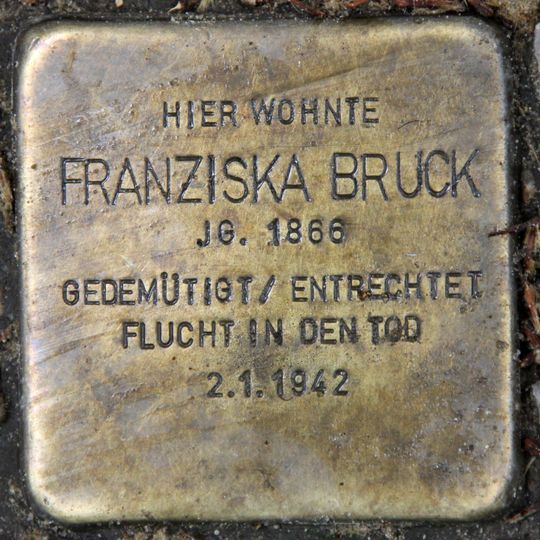 HIER WOHNTE
FRANZISKA BRUCK
JG. 1866
GEDEMÜTIGT/ ENTRECHTET
FLUCHT IN DEN TOD
2.1.1942